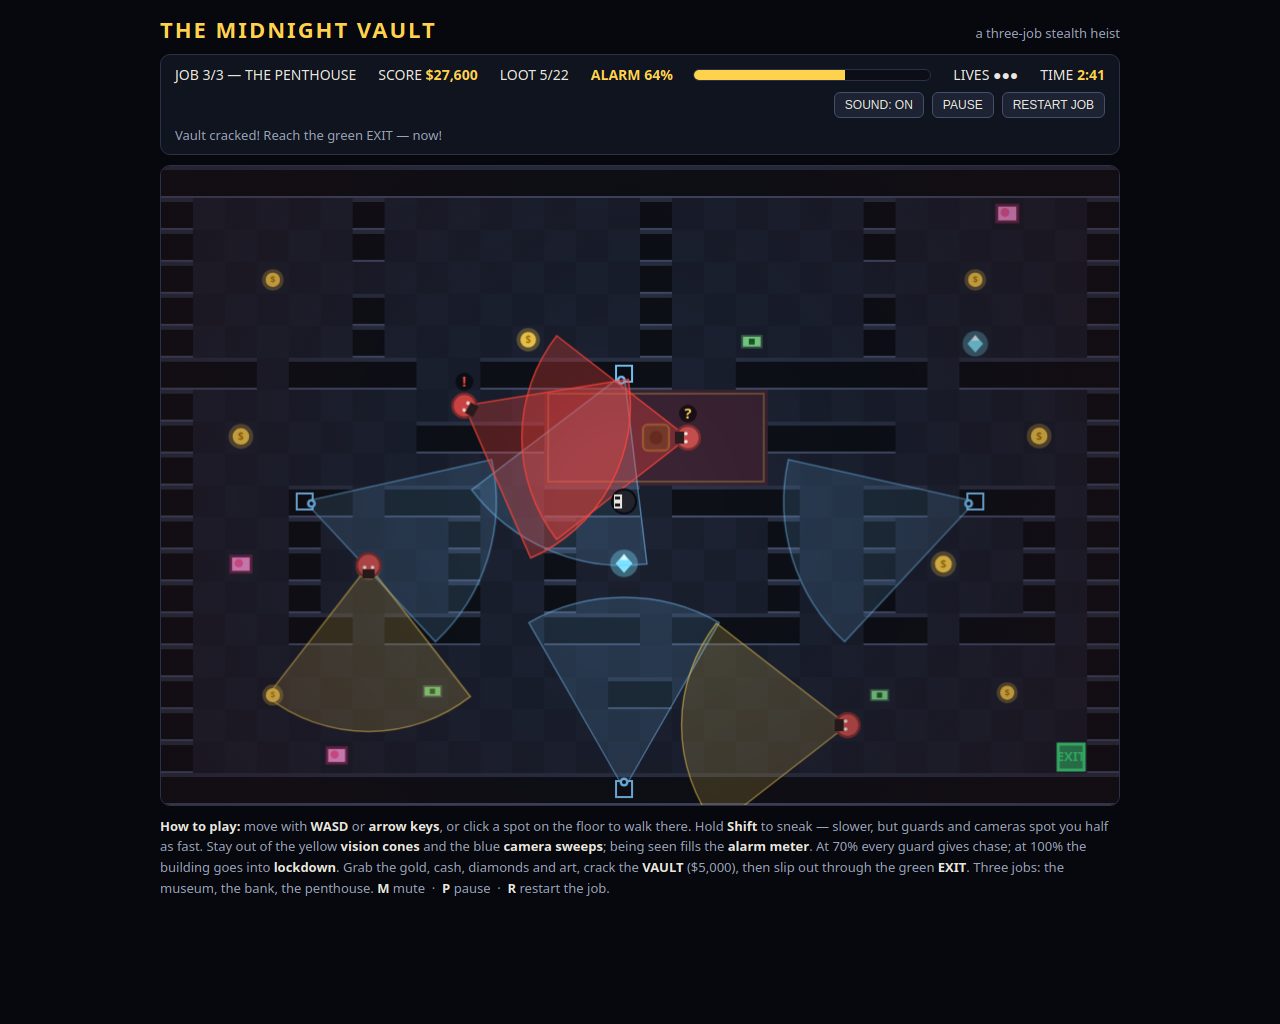 THE MIDNIGHT VAULT
a three-job stealth heist
JOB 3/3 — THE PENTHOUSE SCORE $27,600 LOOT 5/22 ALARM 64% LIVES ●●● TIME 2:41
SOUND: ON PAUSE RESTART JOB
Vault cracked! Reach the green EXIT — now!
$ $
$
!
?
$ $
$
$ $
EXIT
How to play: move with WASD or arrow keys, or click a spot on the floor to walk there. Hold Shift to sneak — slower, but guards and cameras spot you half
as fast. Stay out of the yellow vision cones and the blue camera sweeps; being seen fills the alarm meter. At 70% every guard gives chase; at 100% the
building goes into lockdown. Grab the gold, cash, diamonds and art, crack the VAULT ($5,000), then slip out through the green EXIT. Three jobs: the
museum, the bank, the penthouse. M mute · P pause · R restart the job.